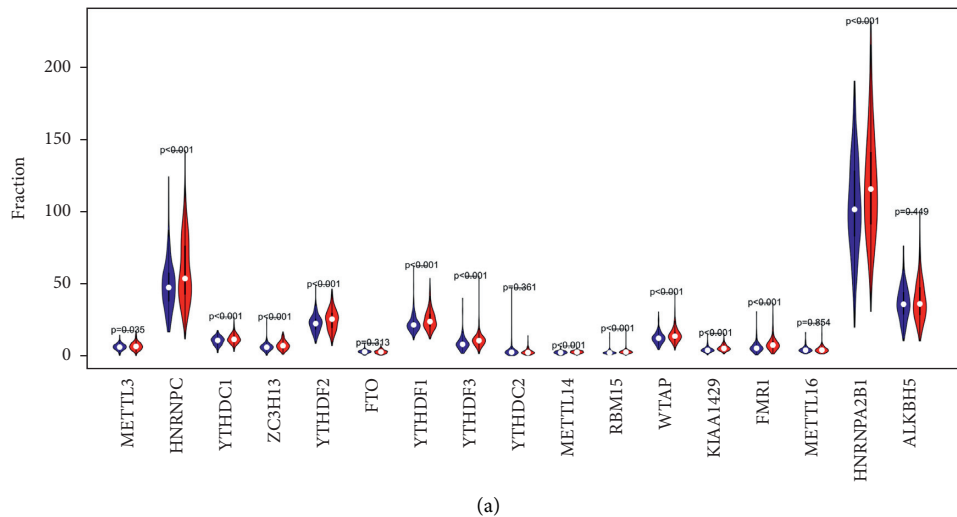 p<0.001
200
150
p<0.001
Fraction
100
p=0.449
50
p<0.001
p<0.001
p<0.001
p=0.361
p<0.001
p<0.001
p=0.035
p<0.001
p<0.001
p=0.313
p<0.001
p<0.001
p<0.001
p=0.854
0
METTL3
HNRNPC
YTHDC1
ZC3H13
YTHDF2
FTO
YTHDF1
YTHDF3
YTHDC2
METTL14
RBM15
WTAP
KIAA1429
FMR1
METTL16
HNRNPA2B1
ALKBH5
(a)